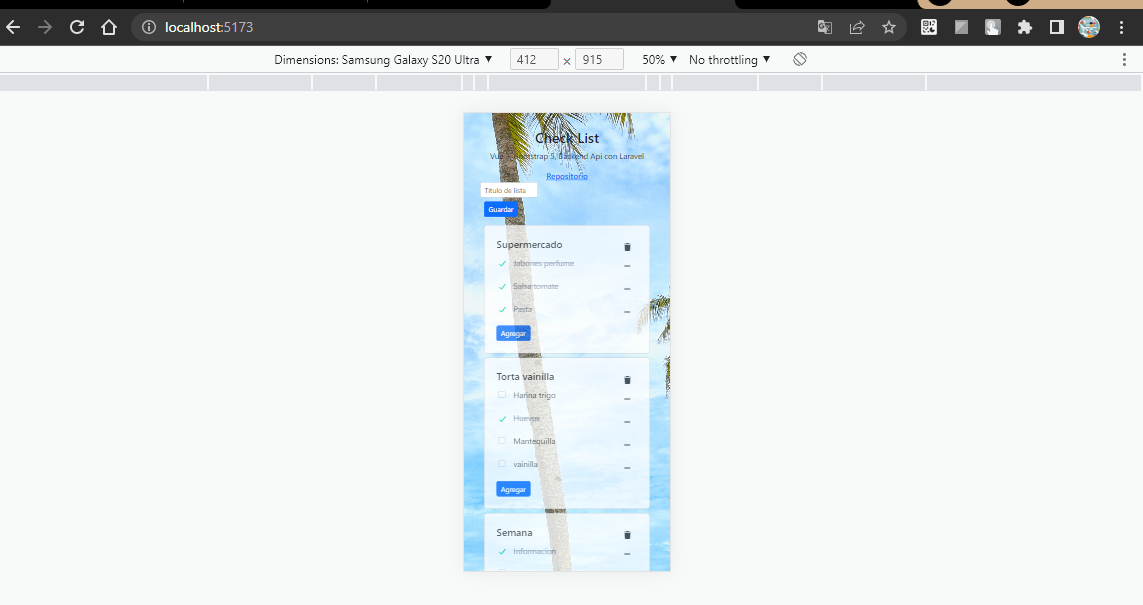 localhost:5173
Dimensions: Samsung Galaxy S20 Ultra ▼ 412 × 915 50% ▼ No throttling ▼
Check List
Vue 3, Bootstrap 5, Backend Api con Laravel
Repositorio
Titulo de lista
Guardar
Supermercado
Jabones perfume
Salsa tomate
Pasta
Agregar
Torta vainilla
Harina trigo
Huevos
Mantequilla
vainilla
Agregar
Semana
Informacion